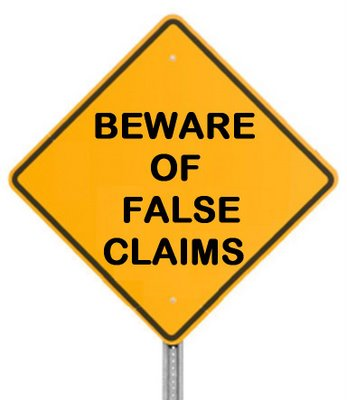 BEWARE
OF
FALSE
CLAIMS